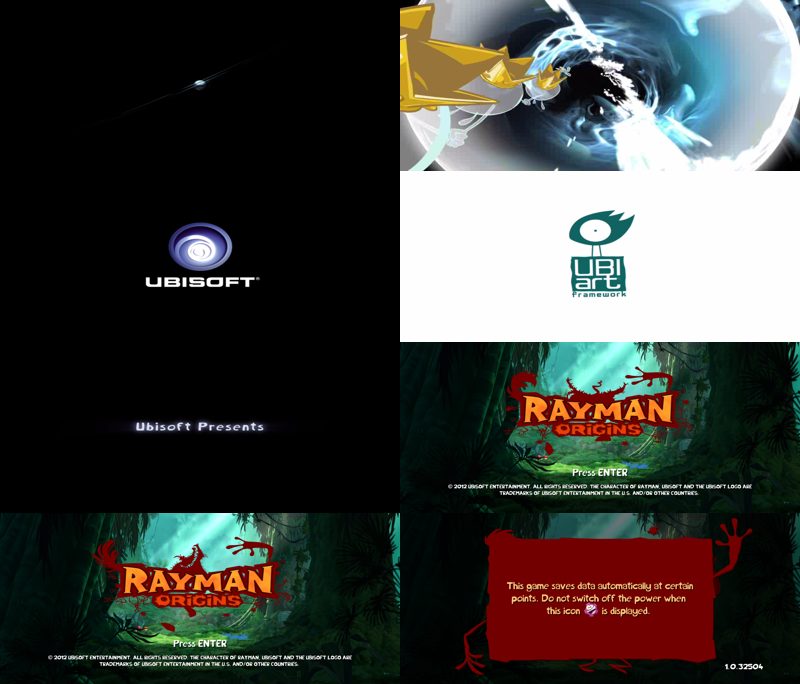 UBISOFT®
UBI
art
framework
Ubisoft Presents
RAYMAN
ORIGINS
Press ENTER
© 2012 UBISOFT ENTERTAINMENT. ALL RIGHTS RESERVED. THE CHARACTER OF RAYMAN, UBISOFT AND THE UBISOFT LOGO ARE
TRADEMARKS OF UBISOFT ENTERTAINMENT IN THE U.S. AND/OR OTHER COUNTRIES.
RAYMAN
ORIGINS
Press ENTER
© 2012 UBISOFT ENTERTAINMENT. ALL RIGHTS RESERVED. THE CHARACTER OF RAYMAN, UBISOFT AND THE UBISOFT LOGO ARE
TRADEMARKS OF UBISOFT ENTERTAINMENT IN THE U.S. AND/OR OTHER COUNTRIES.
This game saves data automatically at certain
points. Do not switch off the power when
this icon is displayed.
1.0.32504